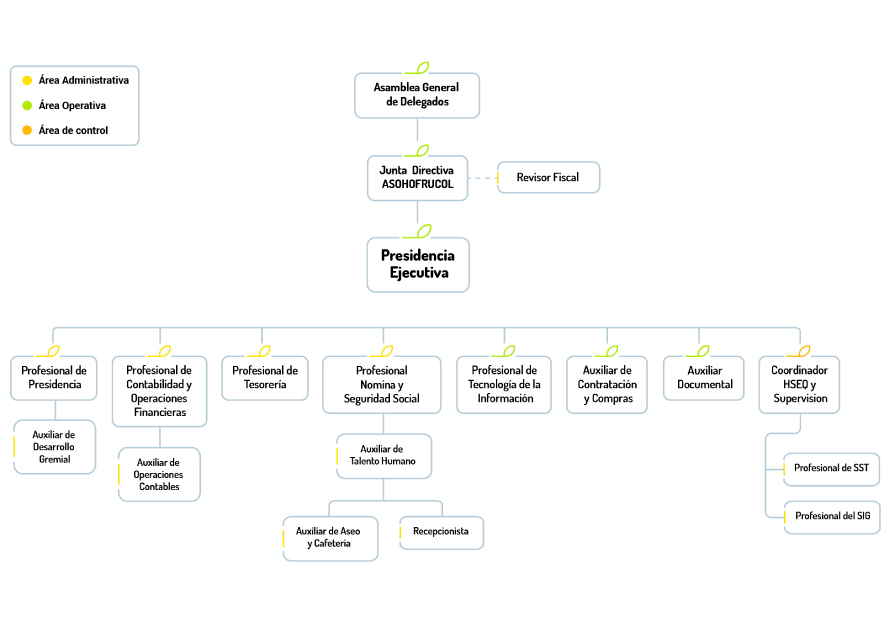 Área Administrativa
Área Operativa
Área de control
Asamblea General
de Delegados
Junta Directiva
ASOHOFRUCOL
Revisor Fiscal
Presidencia
Ejecutiva
Profesional de
Presidencia
Profesional de
Contabilidad y
Operaciones
Financieras
Profesional de
Tesorería
Profesional
Nomina y
Seguridad Social
Profesional de
Tecnología de la
Información
Auxiliar de
Contratación
y Compras
Auxiliar
Documental
Coordinador
HSEQ y
Supervision
Auxiliar de
Desarrollo
Gremial
Auxiliar de
Operaciones
Contables
Auxiliar de
Talento Humano
Auxiliar de Aseo
y Cafeteria
Recepcionista
Profesional de SST
Profesional del SIG